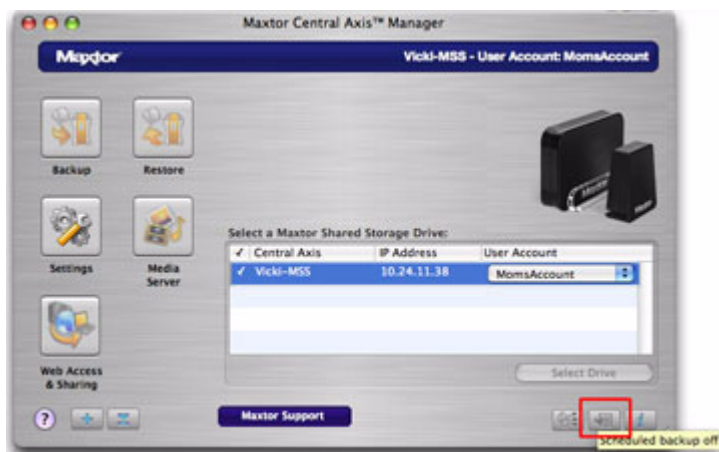 Maxtor Central Axis™ Manager
Maxtor
Vicki-MSS - User Account: MomsAccount
Backup
Restore
Settings
Media Server
Web Access & Sharing
Select a Maxtor Shared Storage Drive:
✓ Central Axis IP Address User Account
✓ Vicki-MSS 10.24.11.38 MomsAccount
Select Drive
?
Maxtor Support
i
Scheduled backup off